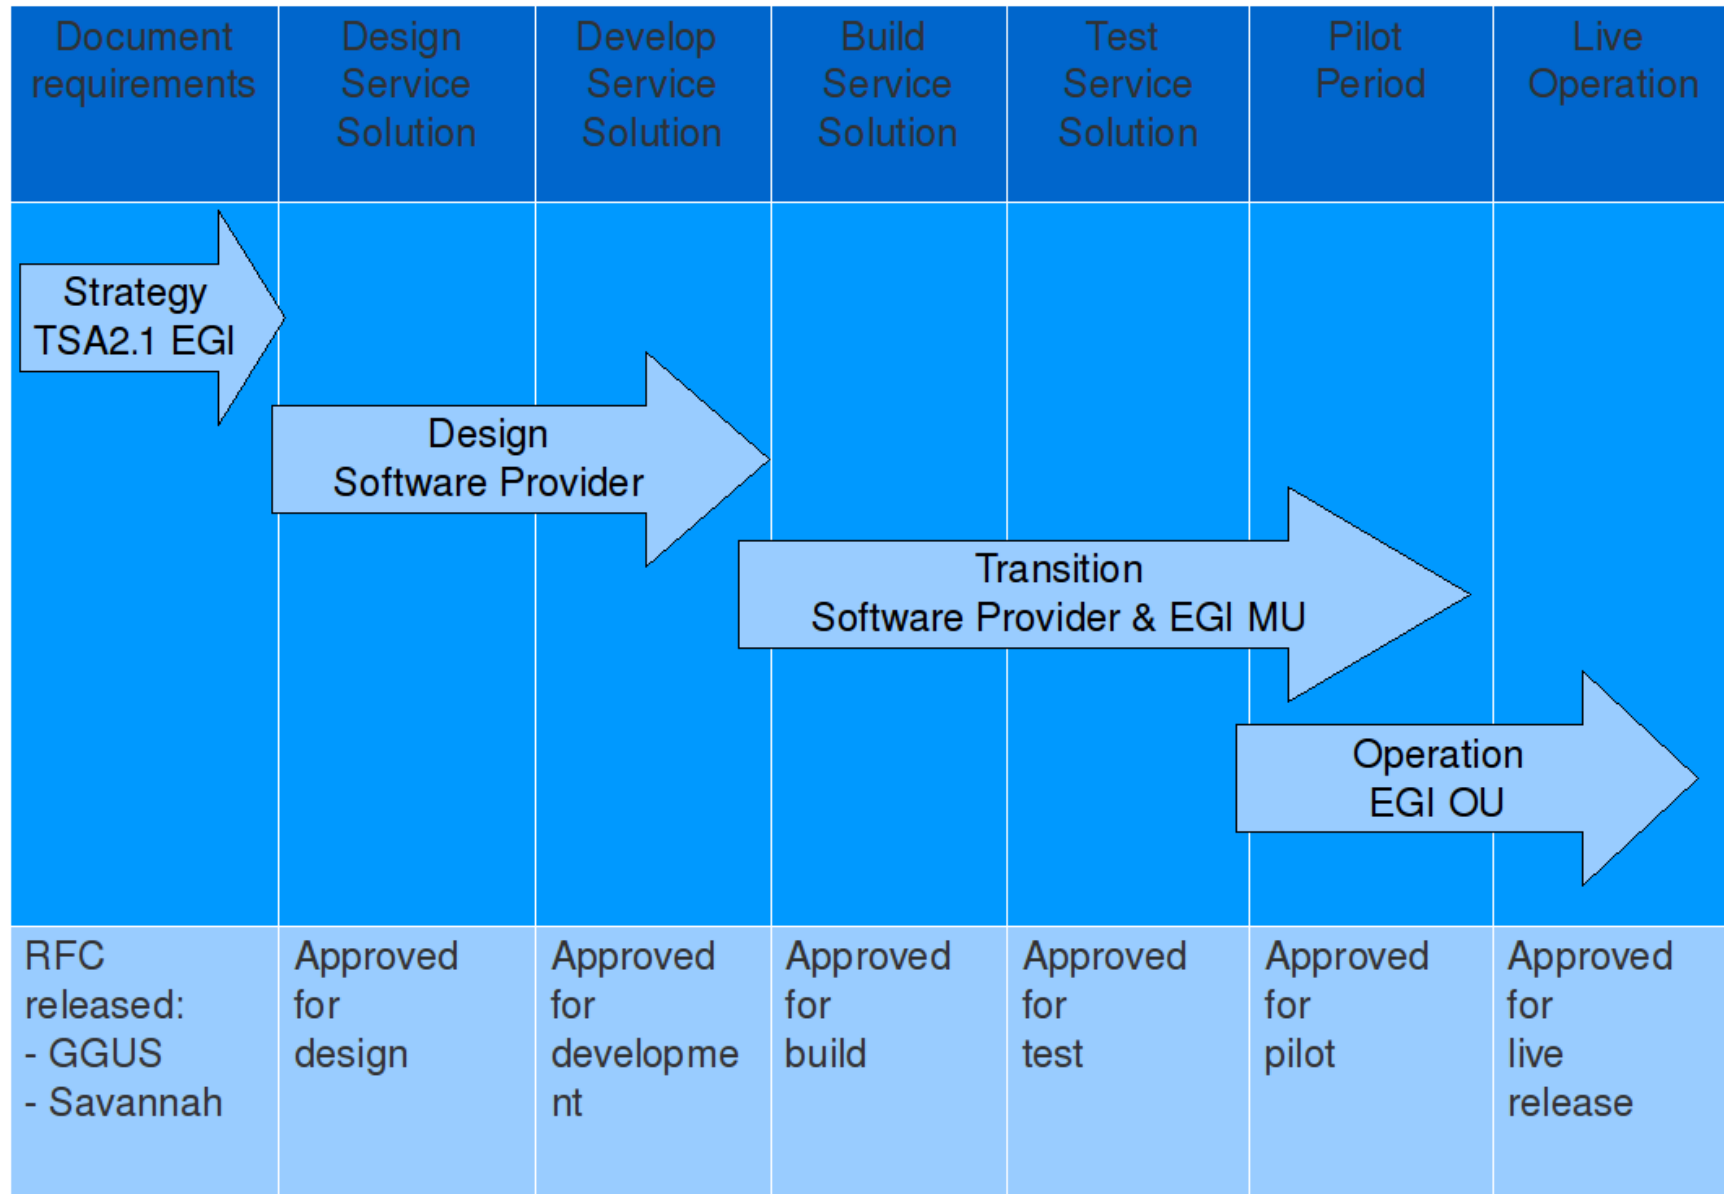 Document
requirements
Design
Service
Solution
Develop
Service
Solution
Build
Service
Solution
Test
Service
Solution
Pilot
Period
Live
Operation
Strategy
TSA2.1 EGI
Design
Software Provider
Transition
Software Provider & EGI MU
Operation
EGI OU
RFC
released:
- GGUS
- Savannah
Approved
for
design
Approved
for
developme
nt
Approved
for
build
Approved
for
test
Approved
for
pilot
Approved
for
live
release